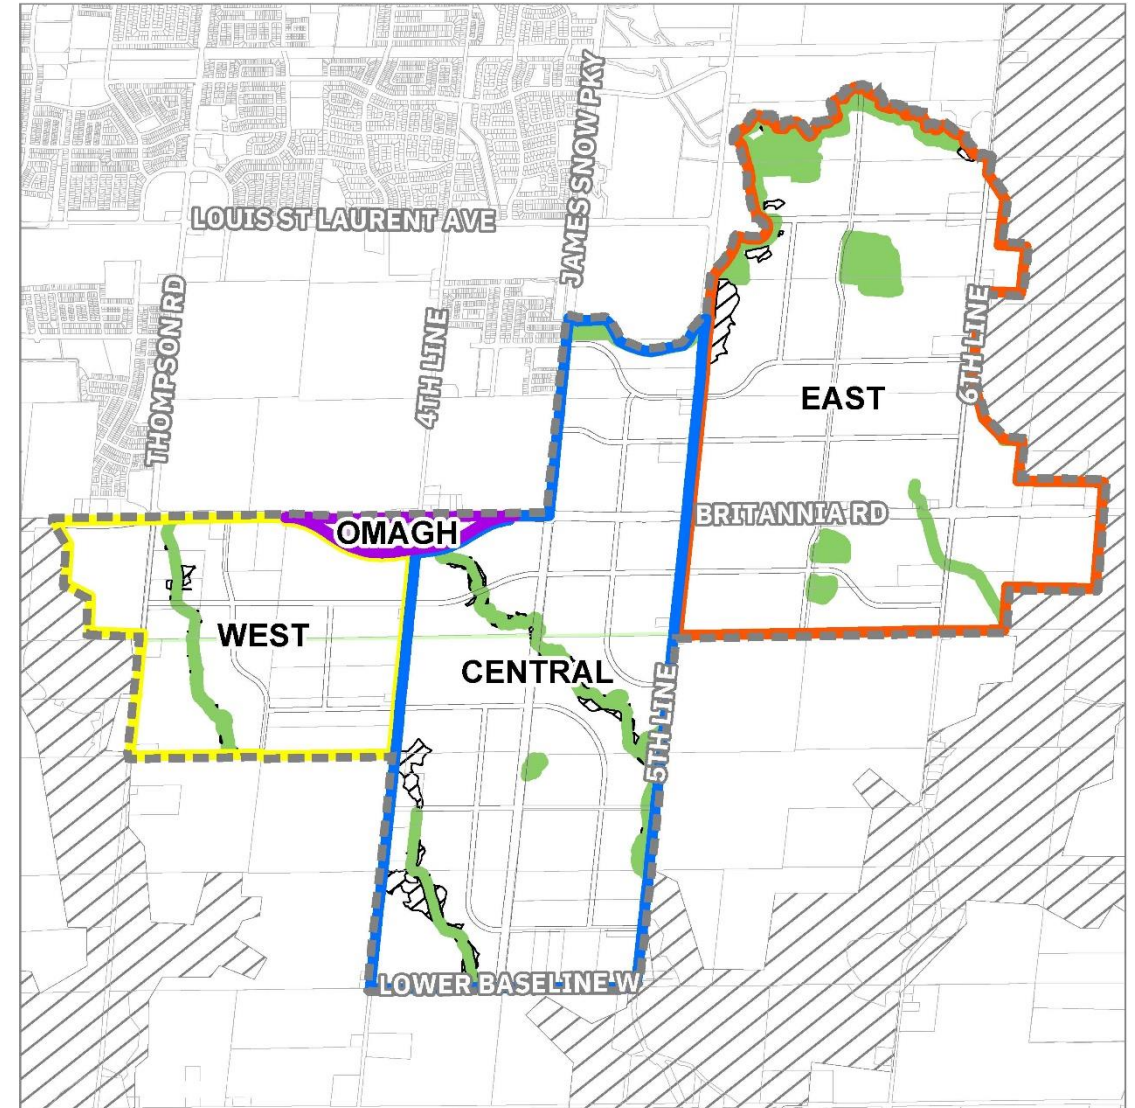 JAMES SNOW PKY
LOUIS ST LAURENT AVE
THOMPSON RD
4TH LINE
6TH LINE
EAST
BRITANNIA RD
OMAGH
WEST
CENTRAL
5TH LINE
LOWER BASELINE W